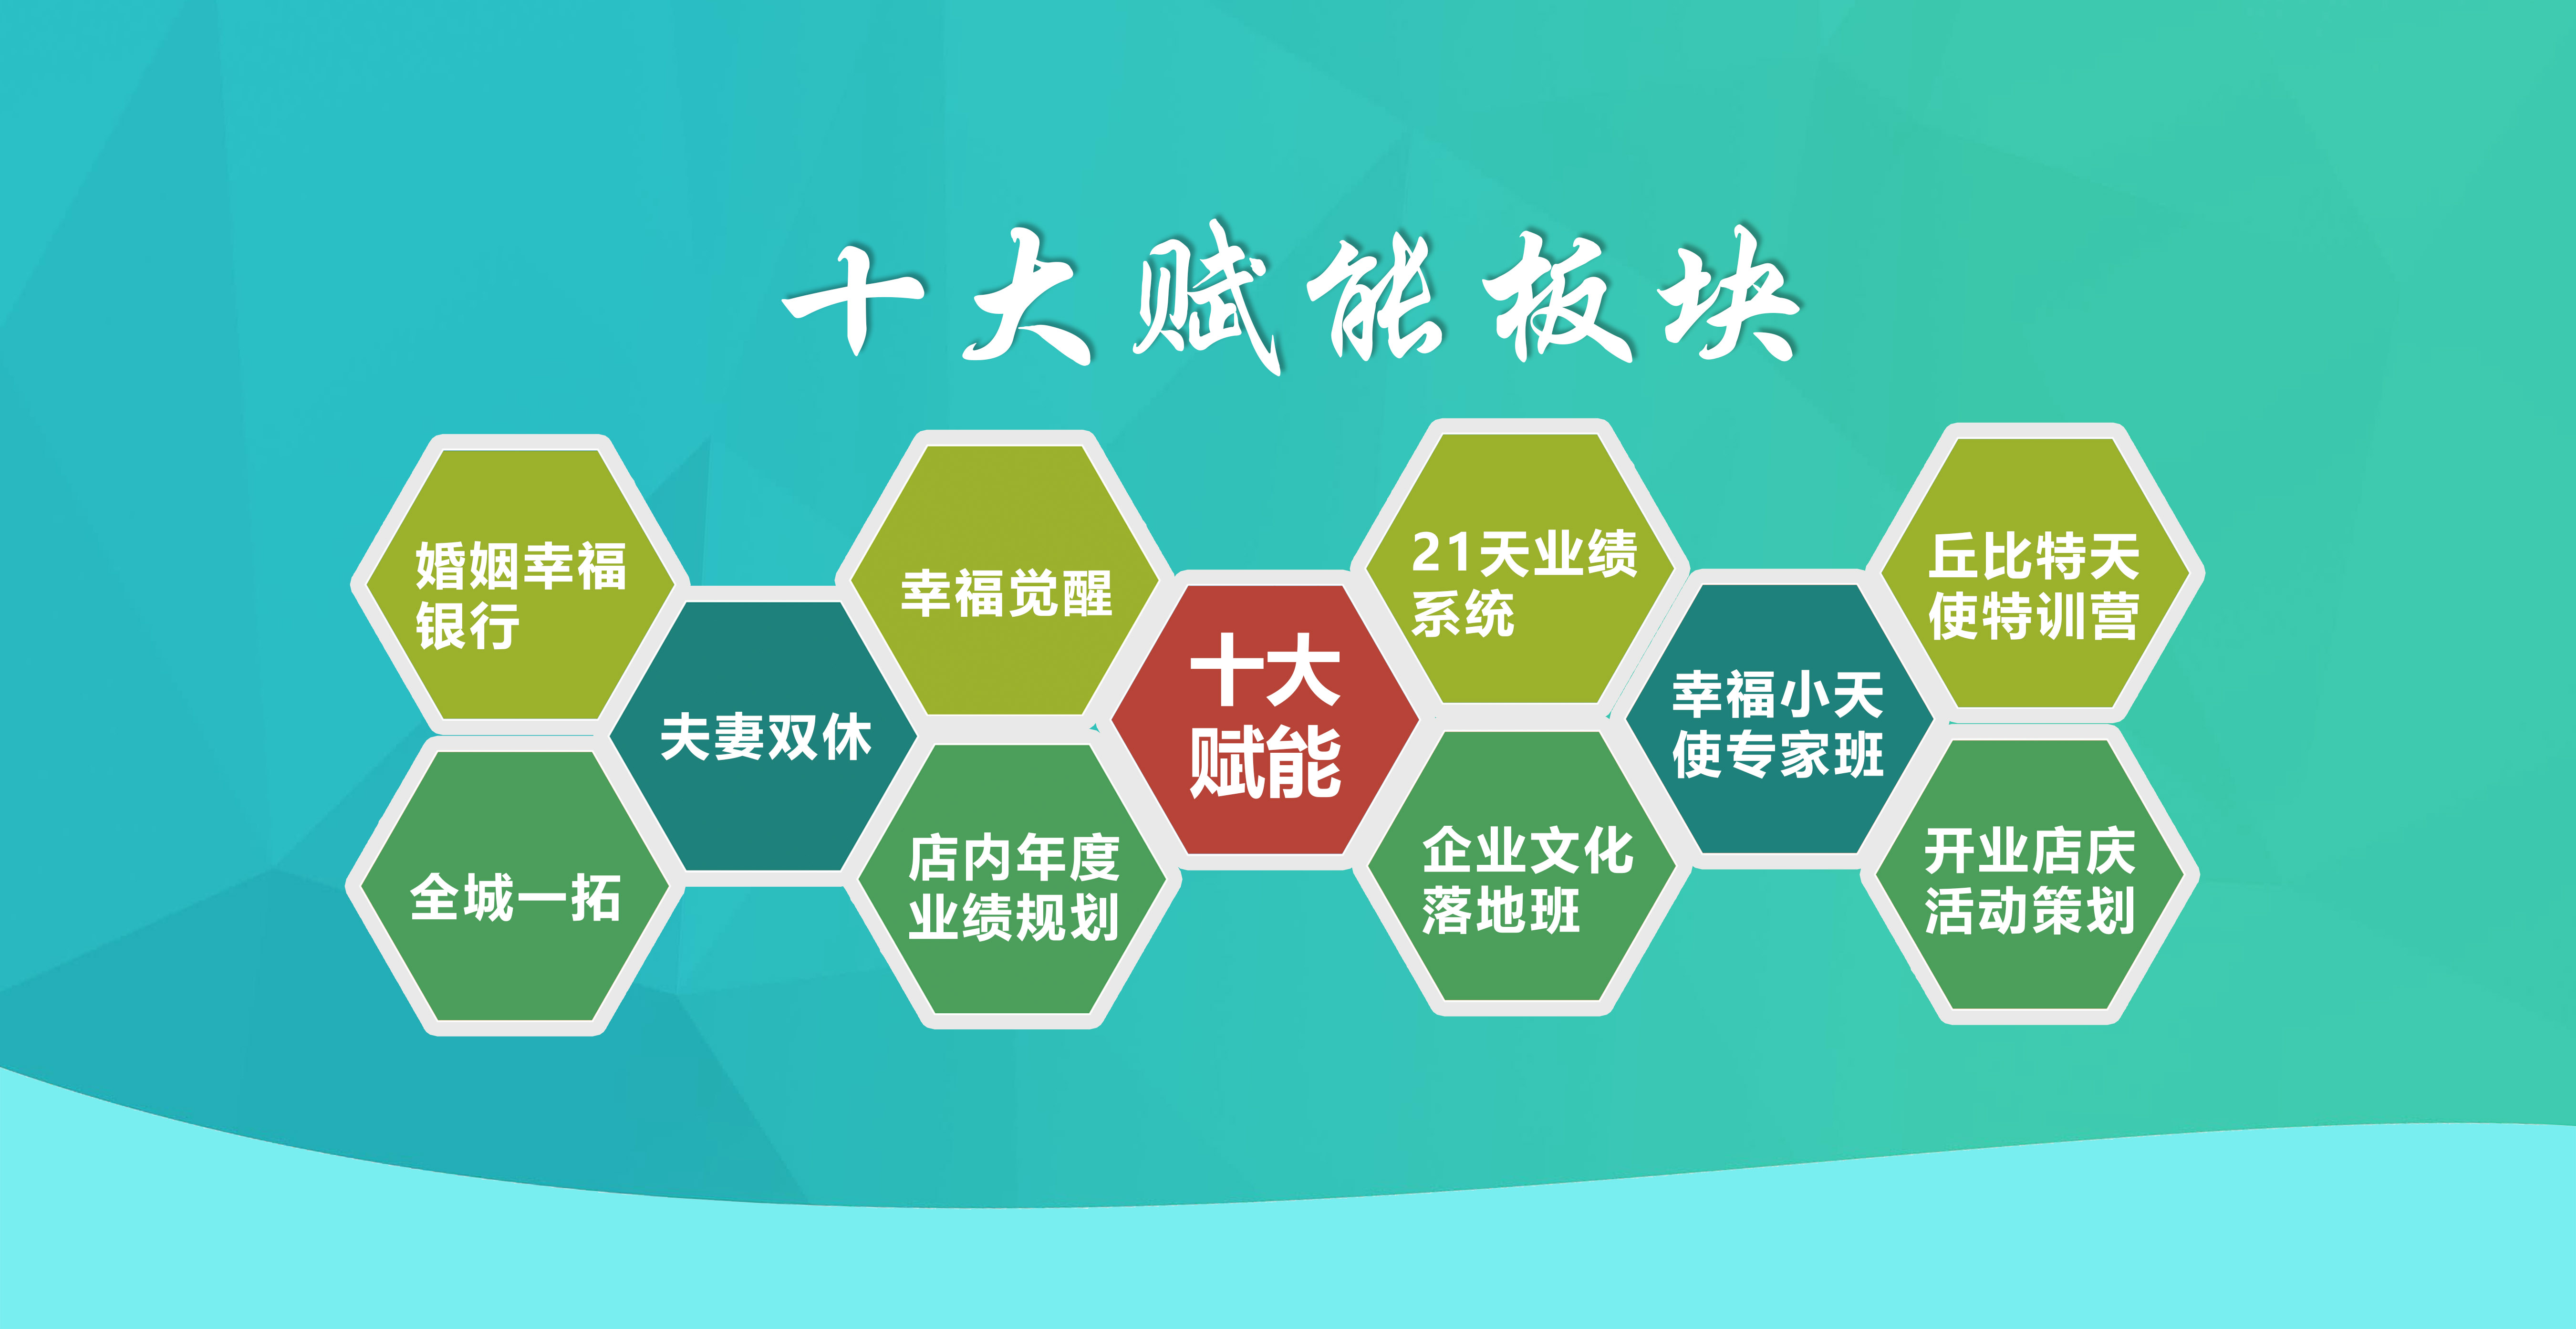 十大赋能板块
婚姻幸福
银行
夫妻双休
全城一拓
幸福觉醒
店内年度
业绩规划
十大
赋能
21天业绩
系统
企业文化
落地班
幸福小天
使专家班
丘比特天
使特训营
开业店庆
活动策划